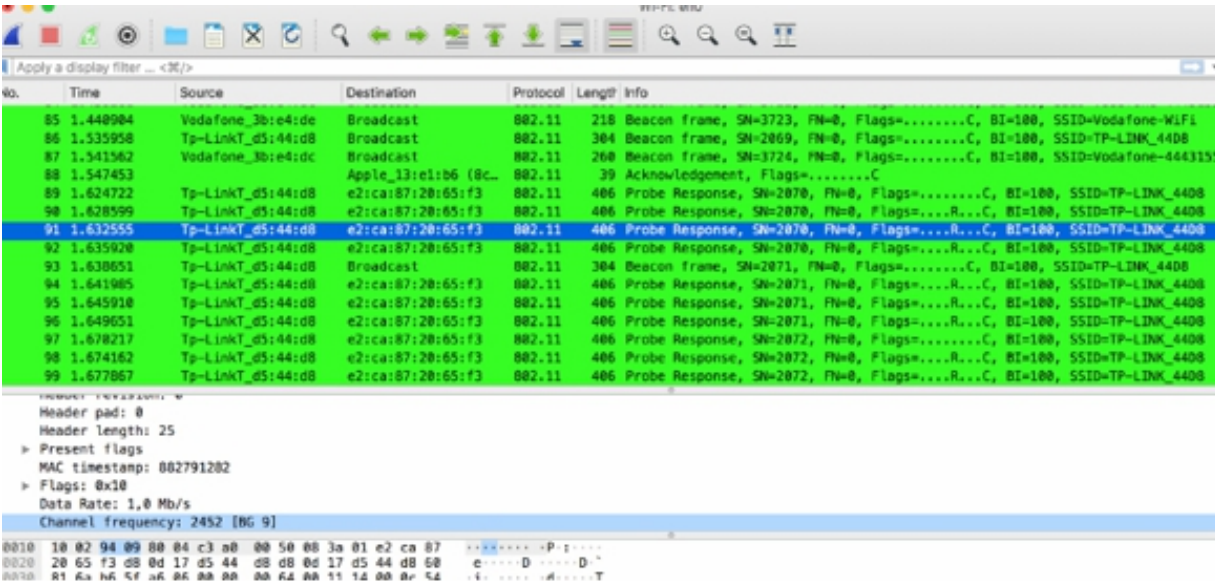 Apply a display filter ... <⌘/>
No. Time Source Destination Protocol Length Info
85 1.440904 Vodafone_3b:e4:de Broadcast 802.11 218 Beacon frame, SN=3723, FN=0, Flags=........C, BI=100, SSID=Vodafone-WiFi
86 1.535958 Tp-LinkT_d5:44:d8 Broadcast 802.11 304 Beacon frame, SN=2069, FN=0, Flags=........C, BI=100, SSID=TP-LINK_44D8
87 1.541562 Vodafone_3b:e4:dc Broadcast 802.11 260 Beacon frame, SN=3724, FN=0, Flags=........C, BI=100, SSID=Vodafone-4443155
88 1.547453 Apple_13:e1:b6 (8c… 802.11 39 Acknowledgement, Flags=........C
89 1.624722 Tp-LinkT_d5:44:d8 e2:ca:87:20:65:f3 802.11 406 Probe Response, SN=2070, FN=0, Flags=........C, BI=100, SSID=TP-LINK_44D8
90 1.628599 Tp-LinkT_d5:44:d8 e2:ca:87:20:65:f3 802.11 406 Probe Response, SN=2070, FN=0, Flags=....R...C, BI=100, SSID=TP-LINK_44D8
91 1.632555 Tp-LinkT_d5:44:d8 e2:ca:87:20:65:f3 802.11 406 Probe Response, SN=2070, FN=0, Flags=....R...C, BI=100, SSID=TP-LINK_44D8
92 1.635920 Tp-LinkT_d5:44:d8 e2:ca:87:20:65:f3 802.11 406 Probe Response, SN=2070, FN=0, Flags=....R...C, BI=100, SSID=TP-LINK_44D8
93 1.638651 Tp-LinkT_d5:44:d8 Broadcast 802.11 304 Beacon frame, SN=2071, FN=0, Flags=........C, BI=100, SSID=TP-LINK_44D8
94 1.641985 Tp-LinkT_d5:44:d8 e2:ca:87:20:65:f3 802.11 406 Probe Response, SN=2071, FN=0, Flags=....R...C, BI=100, SSID=TP-LINK_44D8
95 1.645910 Tp-LinkT_d5:44:d8 e2:ca:87:20:65:f3 802.11 406 Probe Response, SN=2071, FN=0, Flags=....R...C, BI=100, SSID=TP-LINK_44D8
96 1.649651 Tp-LinkT_d5:44:d8 e2:ca:87:20:65:f3 802.11 406 Probe Response, SN=2071, FN=0, Flags=....R...C, BI=100, SSID=TP-LINK_44D8
97 1.670217 Tp-LinkT_d5:44:d8 e2:ca:87:20:65:f3 802.11 406 Probe Response, SN=2072, FN=0, Flags=....R...C, BI=100, SSID=TP-LINK_44D8
98 1.674162 Tp-LinkT_d5:44:d8 e2:ca:87:20:65:f3 802.11 406 Probe Response, SN=2072, FN=0, Flags=....R...C, BI=100, SSID=TP-LINK_44D8
99 1.677867 Tp-LinkT_d5:44:d8 e2:ca:87:20:65:f3 802.11 406 Probe Response, SN=2072, FN=0, Flags=....R...C, BI=100, SSID=TP-LINK_44D8
Header revision: 0
Header pad: 0
Header length: 25
Present flags
MAC timestamp: 882791282
Flags: 0x10
Data Rate: 1,0 Mb/s
Channel frequency: 2452 [BG 9]
0010 10 02 94 09 80 04 c3 a0 00 50 08 3a 01 e2 ca 87 ········ ·P·:····
0020 20 65 f3 d8 0d 17 d5 44 d8 d8 0d 17 d5 44 d8 60 e·····D ·····D·`
0030 81 6a b6 5f a6 06 00 00 00 64 00 11 14 00 0c 54